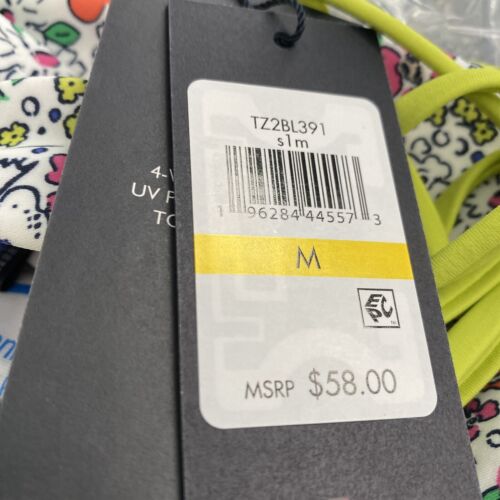 TZ2BL391
s1m
1 96284 44557 3
M
EPC
MSRP $58.00
4-
UV
TO